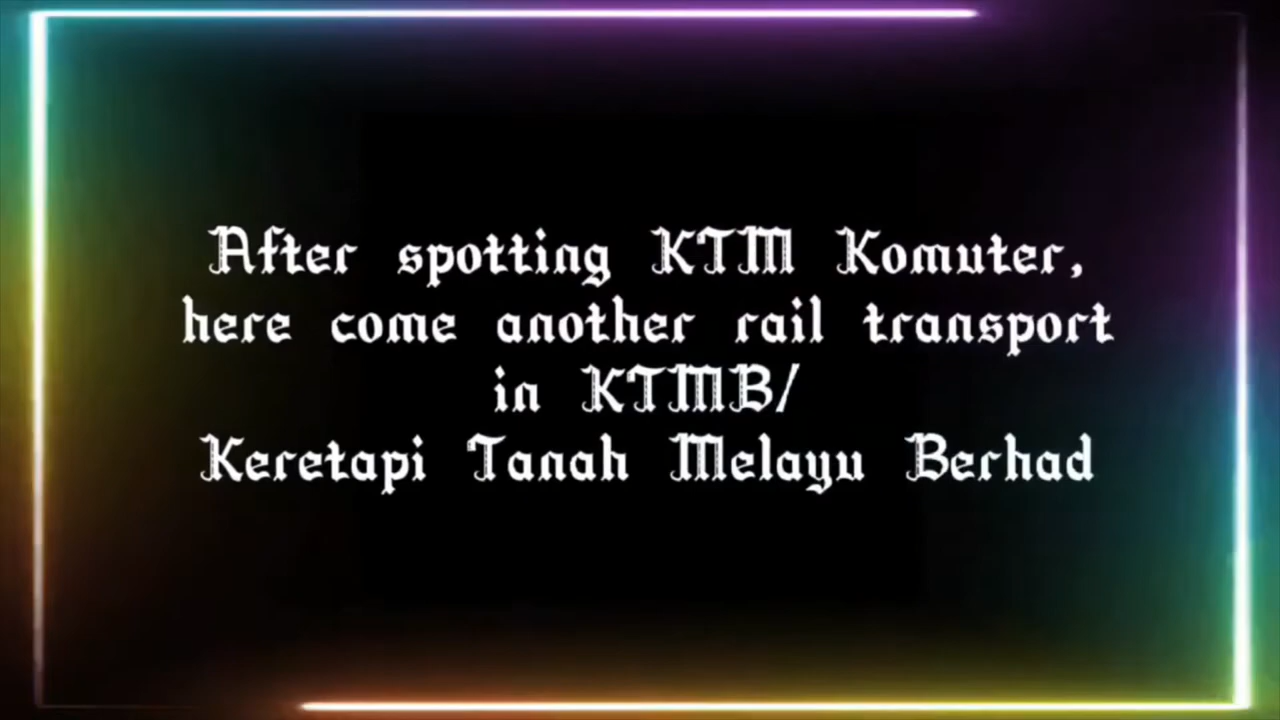 After spotting KTM Komuter,
here come another rail transport
in KTMB/
Keretapi Tanah Melayu Berhad